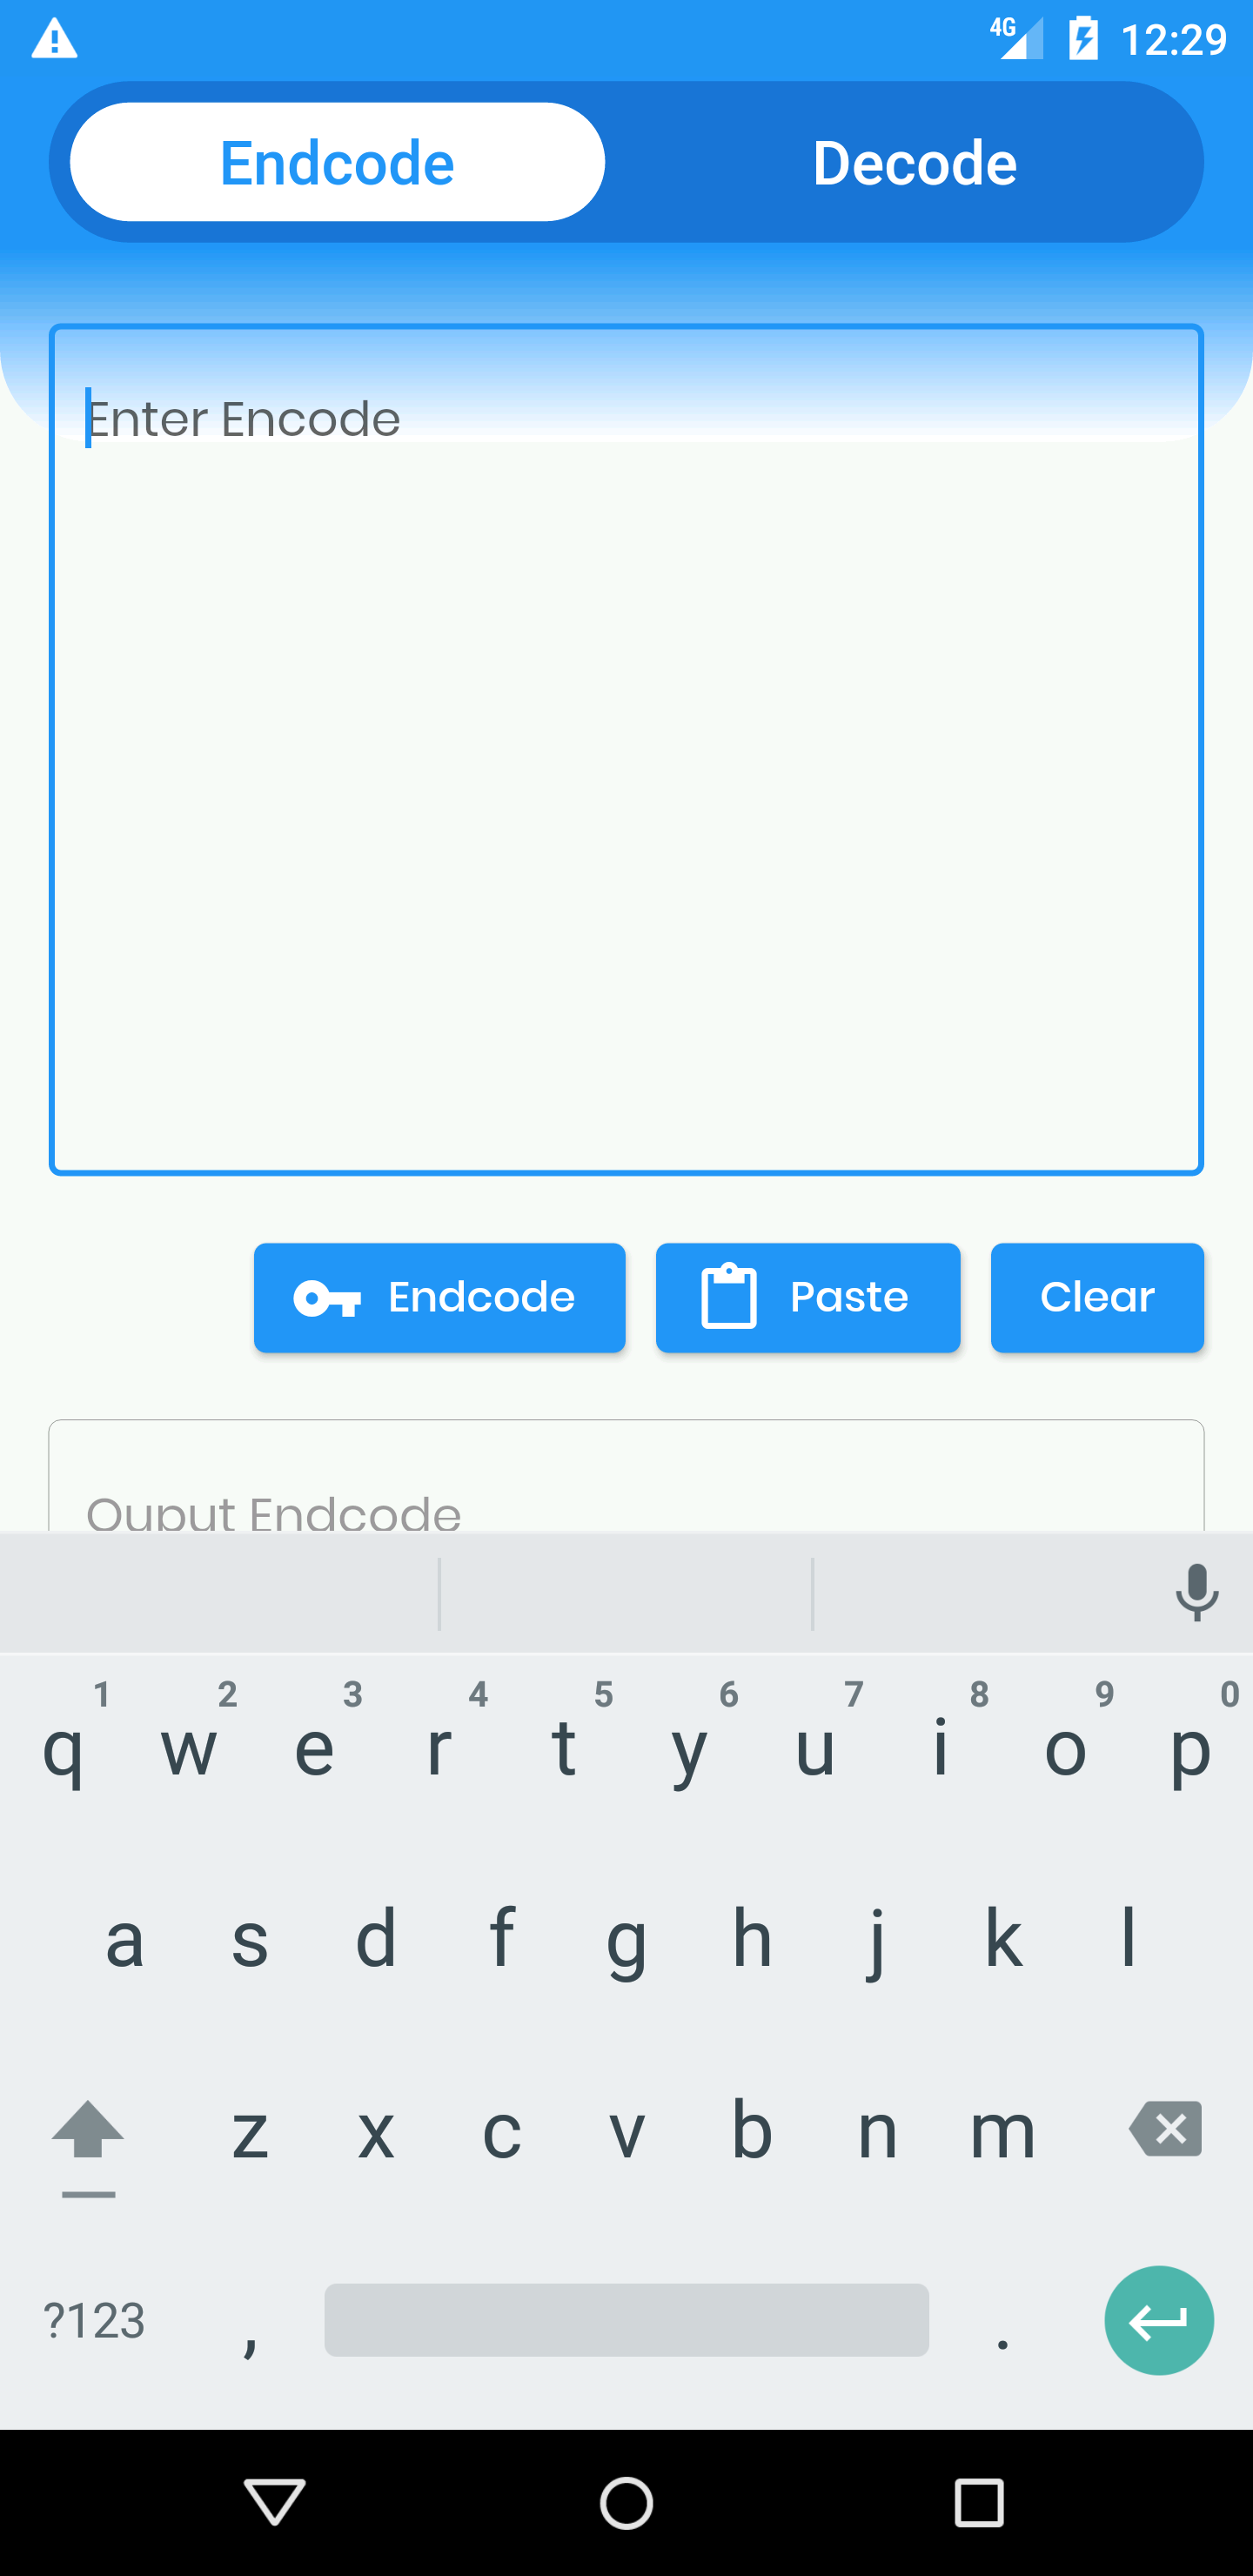 4G 12:29
Endcode Decode
Enter Encode
Endcode Paste Clear
Ouput Endcode
1 2 3 4 5 6 7 8 9 0
q w e r t y u i o p
a s d f g h j k l
z x c v b n m
?123 , .